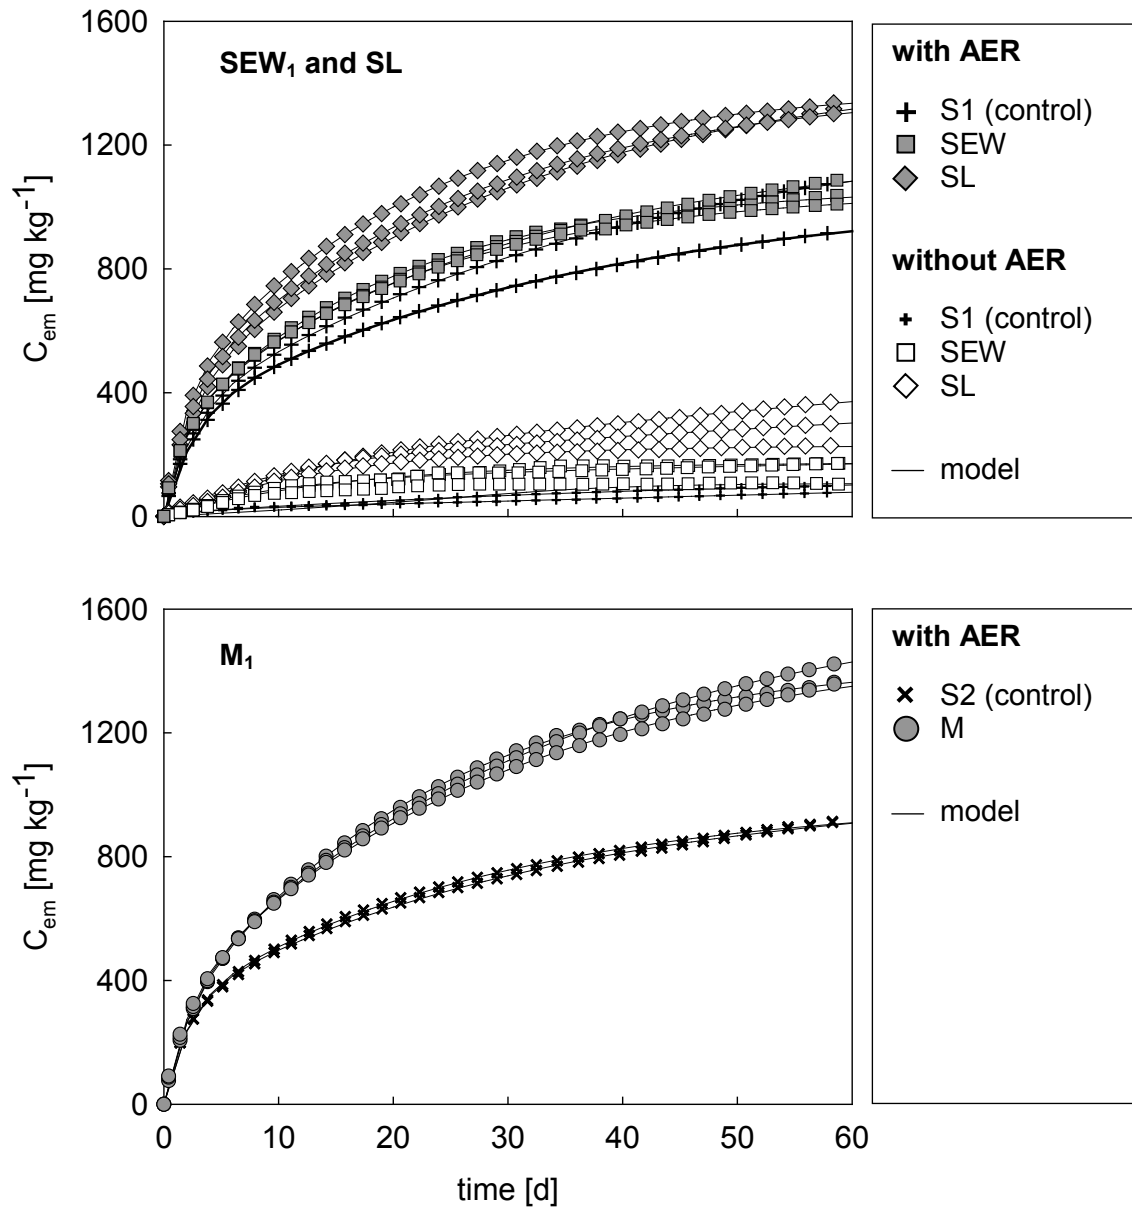 1600
1200
800
400
0
C_em [mg kg⁻¹]
SEW₁ and SL
with AER
S1 (control)
SEW
SL
without AER
S1 (control)
SEW
SL
model
1600
1200
800
400
0
C_em [mg kg⁻¹]
M₁
0 10 20 30 40 50 60
time [d]
with AER
S2 (control)
M
model